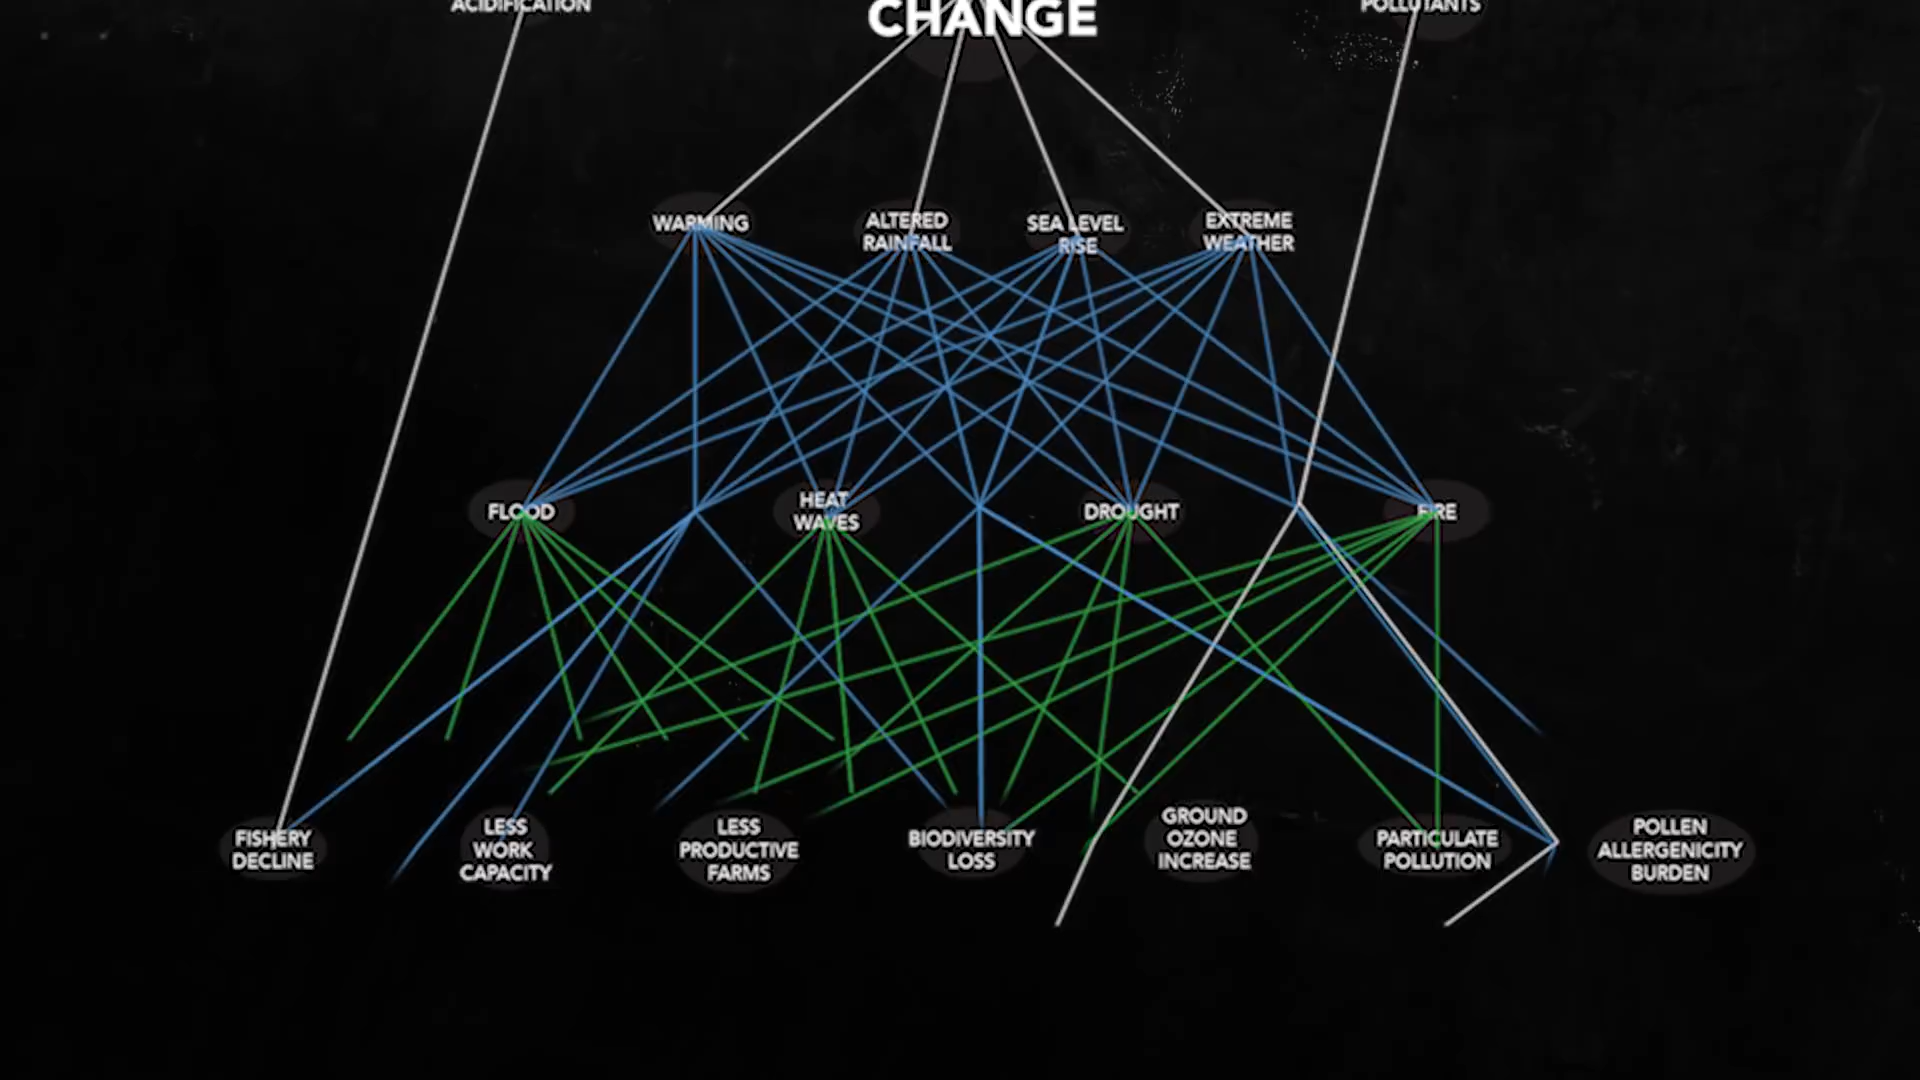 ACIDIFICATION
CHANGE
POLLUTANTS
WARMING
ALTERED
RAINFALL
SEA LEVEL
RISE
EXTREME
WEATHER
FLOOD
HEAT
WAVES
DROUGHT
FIRE
FISHERY
DECLINE
LESS
WORK
CAPACITY
LESS
PRODUCTIVE
FARMS
BIODIVERSITY
LOSS
GROUND
OZONE
INCREASE
PARTICULATE
POLLUTION
POLLEN
ALLERGENICITY
BURDEN